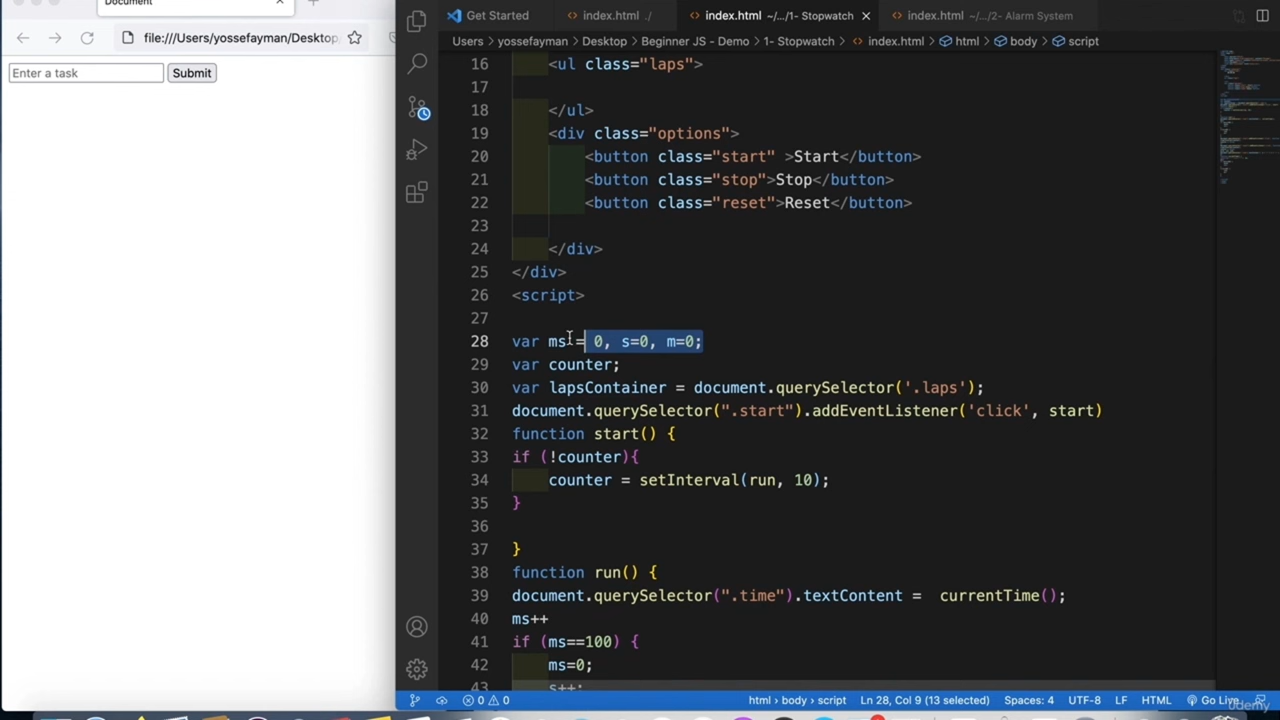 Document
file:///Users/yossefayman/Desktop/
Enter a task
Submit
Get Started
index.html ./
index.html ~/.../1- Stopwatch
index.html ~/.../2- Alarm System
Users > yossefayman > Desktop > Beginner JS - Demo > 1- Stopwatch > index.html > html > body > script
16 <ul class="laps">
17
18 </ul>
19 <div class="options">
20 <button class="start" >Start</button>
21 <button class="stop">Stop</button>
22 <button class="reset">Reset</button>
23
24 </div>
25 </div>
26 <script>
27
28 var ms= 0, s=0, m=0;
29 var counter;
30 var lapsContainer = document.querySelector('.laps');
31 document.querySelector(".start").addEventListener('click', start)
32 function start() {
33 if (!counter){
34 counter = setInterval(run, 10);
35 }
36
37 }
38 function run() {
39 document.querySelector(".time").textContent =  currentTime();
40 ms++
41 if (ms==100) {
42 ms=0;
43 s++;
0 0
html > body > script
Ln 28, Col 9 (13 selected)
Spaces: 4
UTF-8
LF
HTML
Go Live
udemy